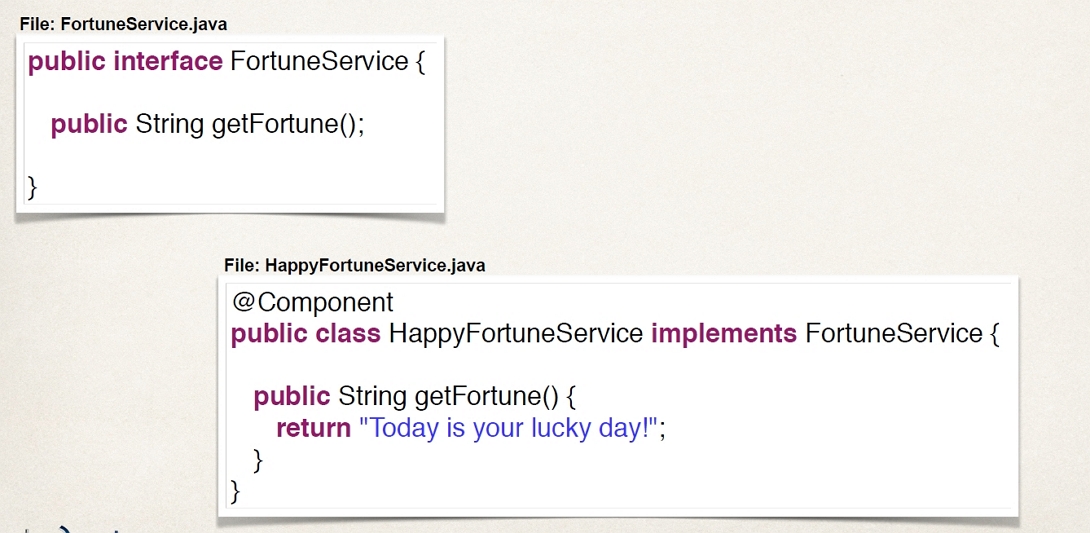 File: FortuneService.java
public interface FortuneService {
public String getFortune();
}
File: HappyFortuneService.java
@Component
public class HappyFortuneService implements FortuneService {
public String getFortune() {
return "Today is your lucky day!";
}
}